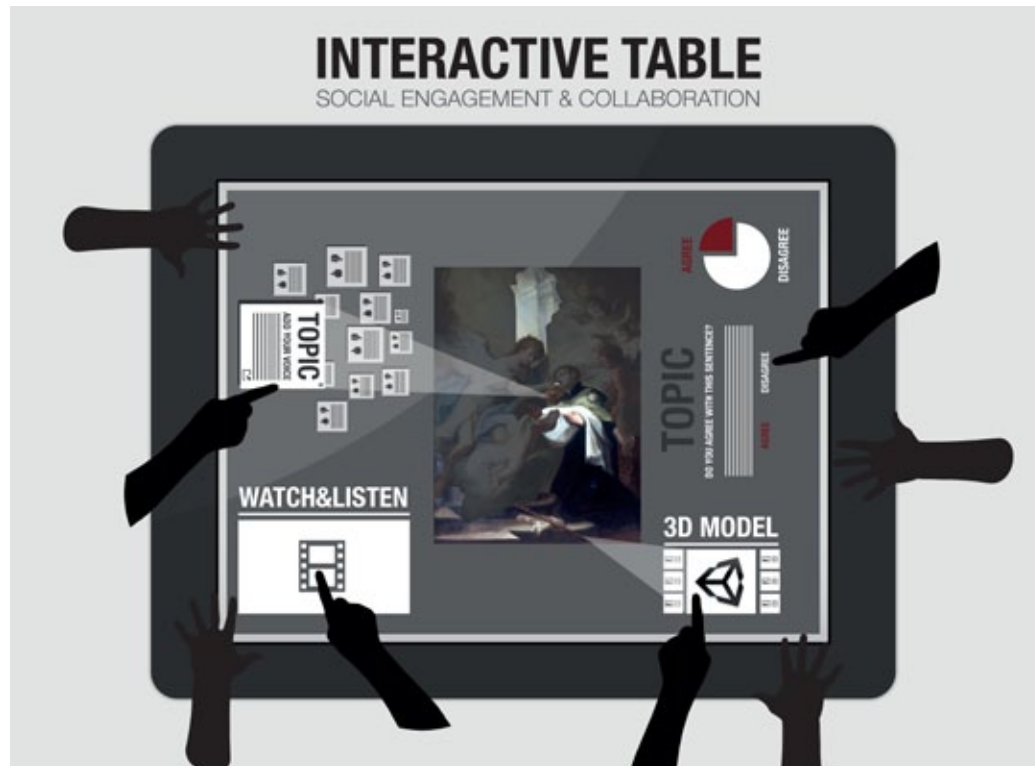 INTERACTIVE TABLE
SOCIAL ENGAGEMENT & COLLABORATION
TOPIC
ADD YOUR VOICE
WATCH&LISTEN
AGREE
DISAGREE
TOPIC
DO YOU AGREE WITH THIS SENTENCE?
AGREE
DISAGREE
3D MODEL